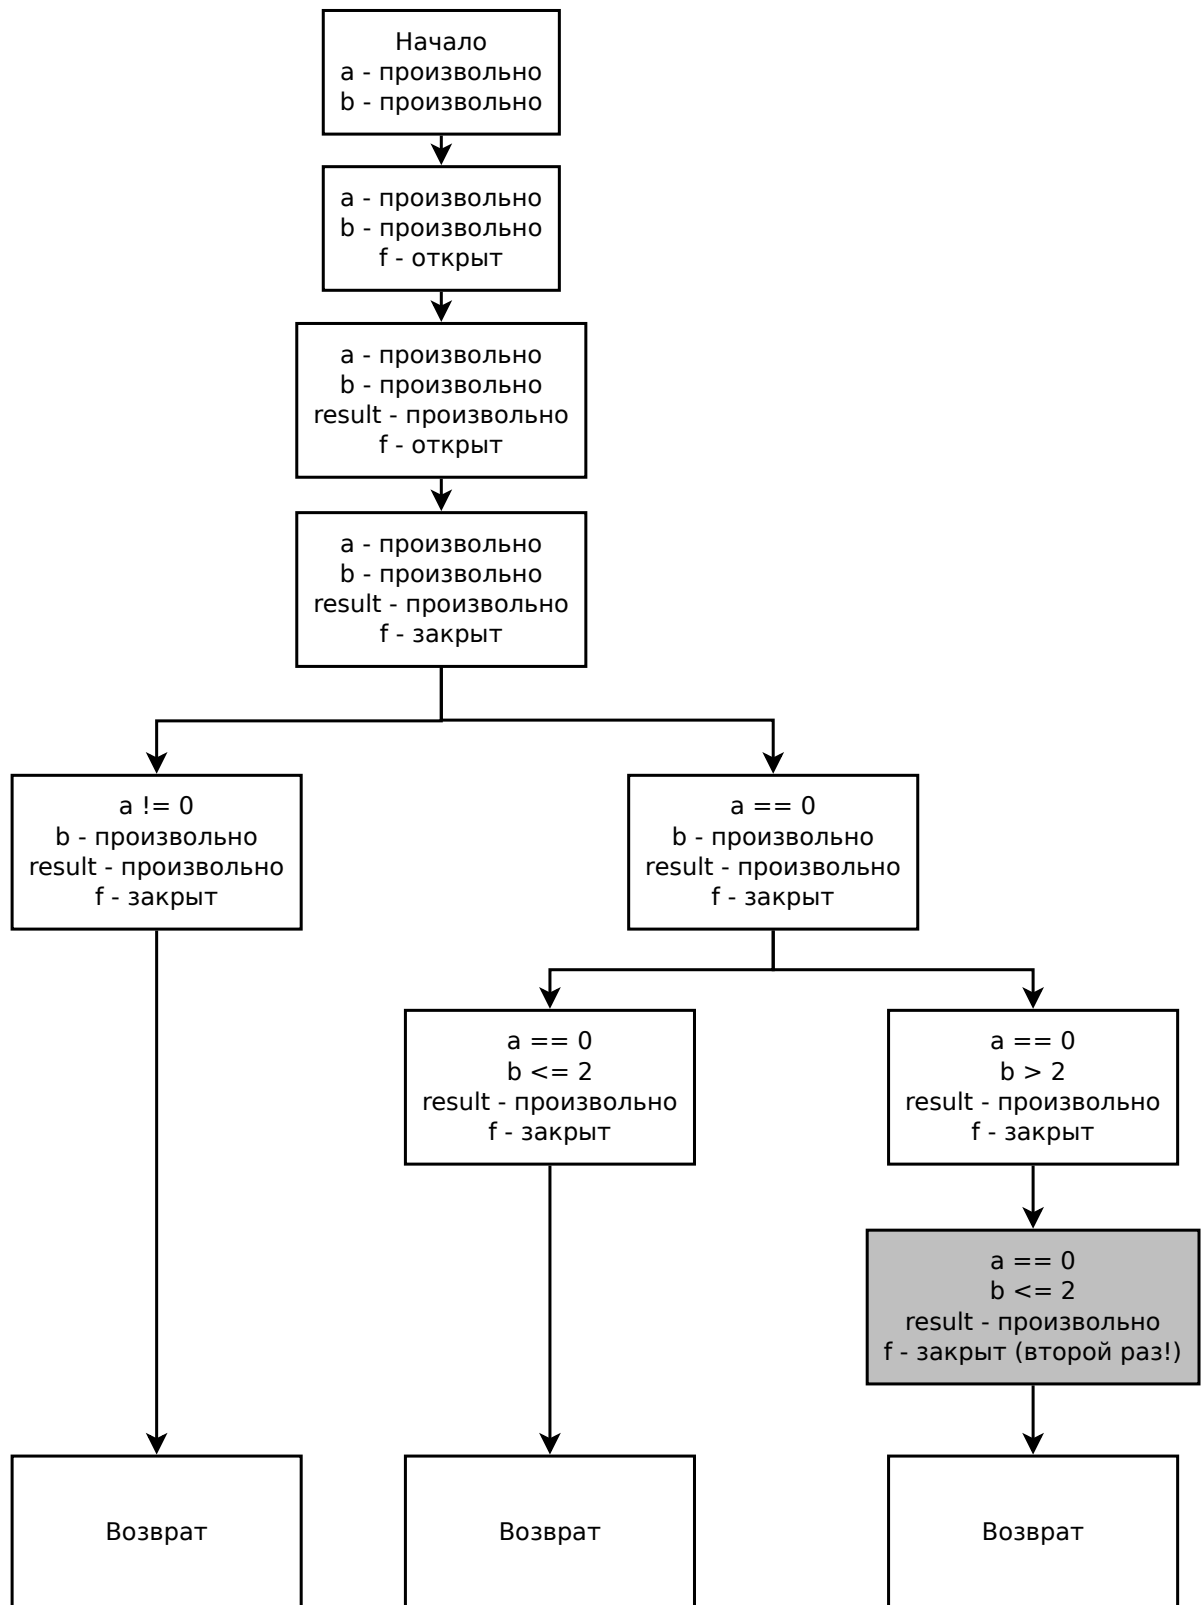 Начало
a - произвольно
b - произвольно
a - произвольно
b - произвольно
f - открыт
a - произвольно
b - произвольно
result - произвольно
f - открыт
a - произвольно
b - произвольно
result - произвольно
f - закрыт
a != 0
b - произвольно
result - произвольно
f - закрыт
a == 0
b - произвольно
result - произвольно
f - закрыт
a == 0
b <= 2
result - произвольно
f - закрыт
a == 0
b > 2
result - произвольно
f - закрыт
a == 0
b <= 2
result - произвольно
f - закрыт (второй раз!)
Возврат
Возврат
Возврат